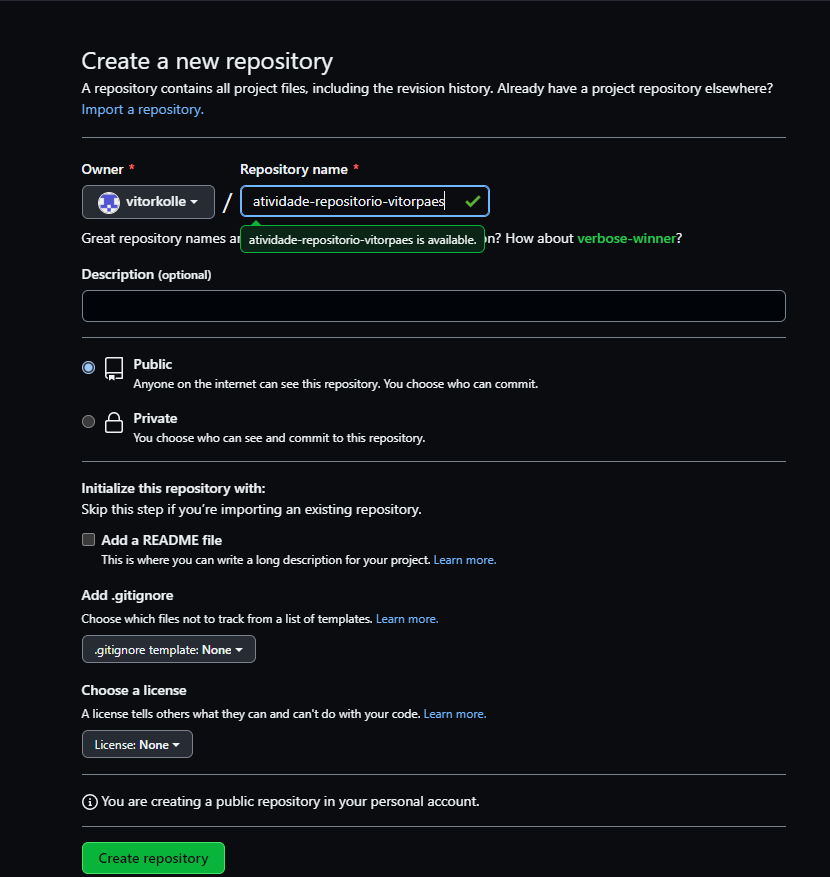 Create a new repository
A repository contains all project files, including the revision history. Already have a project repository elsewhere?
Import a repository.
Owner *
Repository name *
vitorkolle
/
atividade-repositorio-vitorpaes
Great repository names a
atividade-repositorio-vitorpaes is available.
n? How about verbose-winner?
Description (optional)
Public
Anyone on the internet can see this repository. You choose who can commit.
Private
You choose who can see and commit to this repository.
Initialize this repository with:
Skip this step if you’re importing an existing repository.
Add a README file
This is where you can write a long description for your project. Learn more.
Add .gitignore
Choose which files not to track from a list of templates. Learn more.
.gitignore template: None
Choose a license
A license tells others what they can and can't do with your code. Learn more.
License: None
You are creating a public repository in your personal account.
Create repository